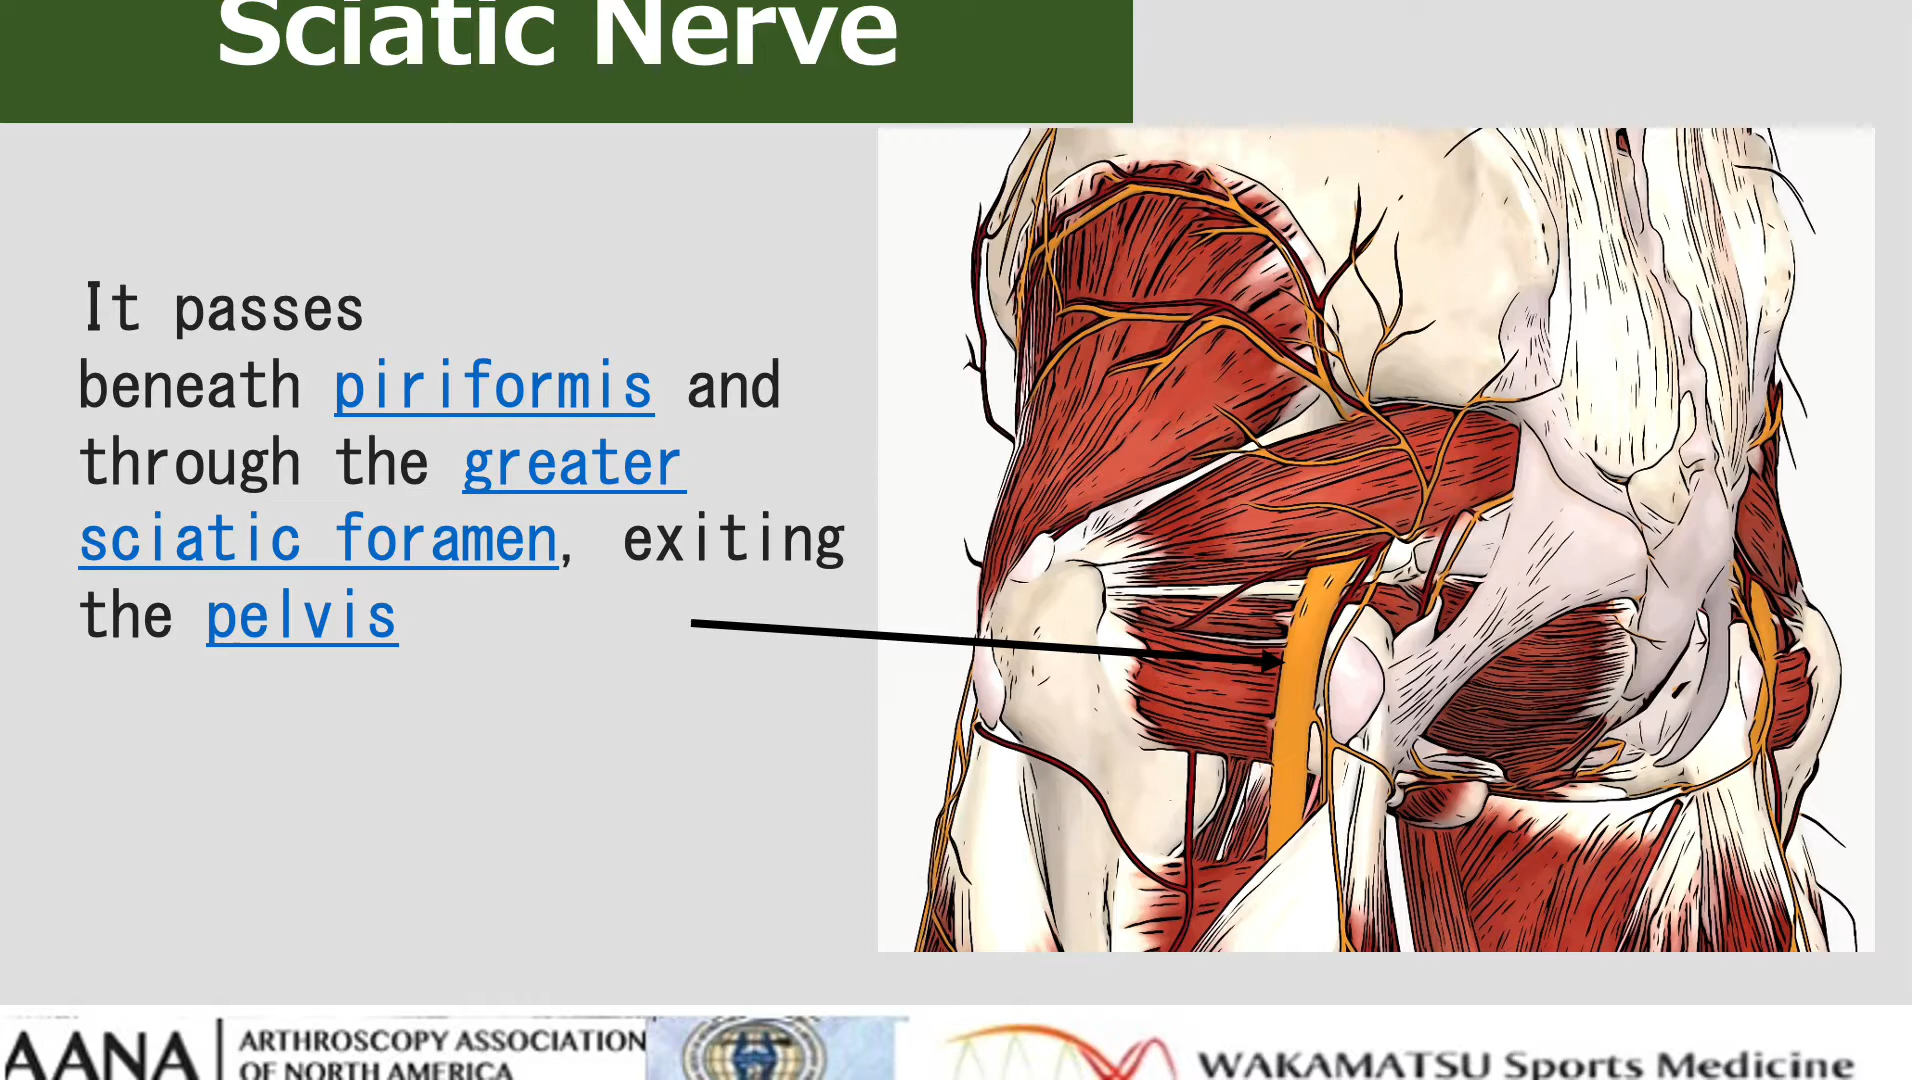 Sciatic Nerve
It passes
beneath piriformis and
through the greater
sciatic foramen, exiting
the pelvis
AANA
ARTHROSCOPY ASSOCIATION
OF NORTH AMERICA
WAKAMATSU Sports Medicine